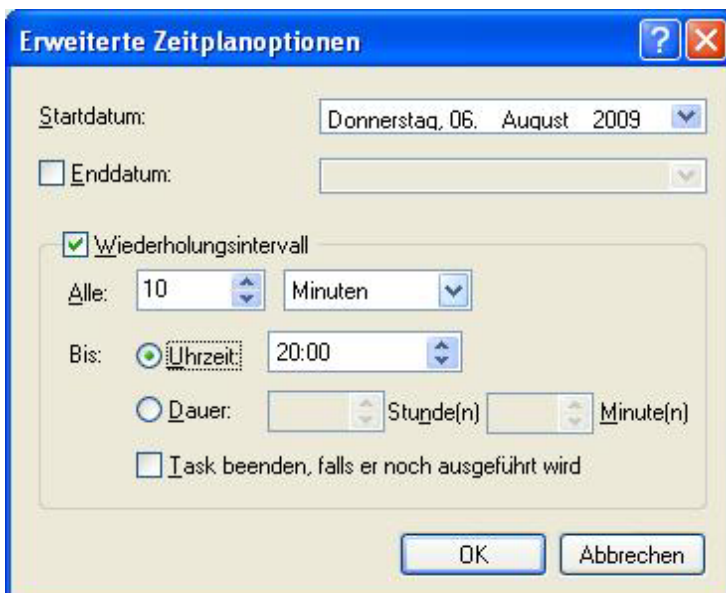 Erweiterte Zeitplanoptionen
Startdatum: Donnerstag, 06. August 2009
Enddatum:
Wiederholungsintervall
Alle: 10 Minuten
Bis: Uhrzeit: 20:00
Dauer: Stunde(n) Minute(n)
Task beenden, falls er noch ausgeführt wird
OK Abbrechen